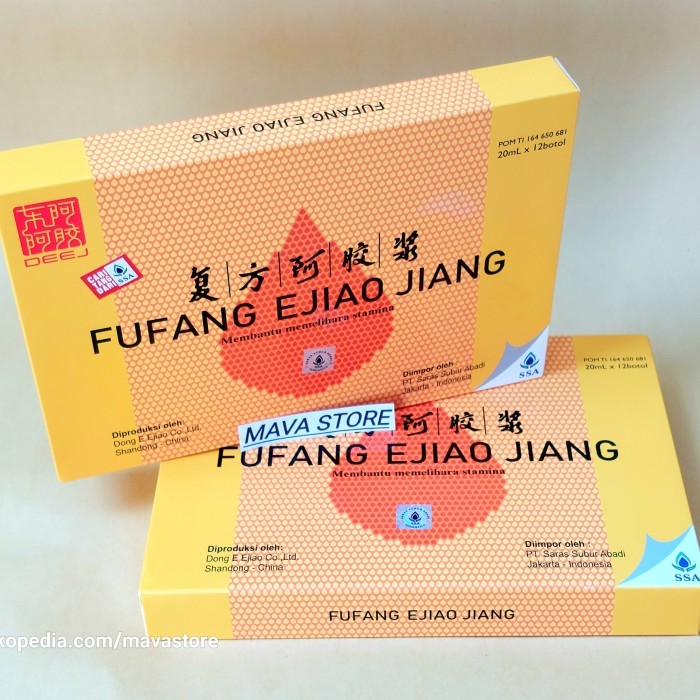 FUFANG EJIAO JIANG
POM TI 164 650 681
20mL x 12botol
东阿
阿胶
DEEJ
CARI
YANG
DARI
SSA
复方阿胶浆
FUFANG EJIAO JIANG
Membantu memelihara stamina
Diproduksi oleh:
Dong E Ejiao Co.,Ltd.
Shandong - China
Diimpor oleh :
PT. Saras Subur Abadi
Jakarta - Indonesia
SSA
MAVA STORE
POM TI 164 650 681
20mL x 12botol
阿胶浆
FUFANG EJIAO JIANG
Membantu memelihara stamina
Diproduksi oleh:
Dong E Ejiao Co.,Ltd.
Shandong - China
Diimpor oleh :
PT. Saras Subur Abadi
Jakarta - Indonesia
SSA
FUFANG EJIAO JIANG
kopedia.com/mavastore